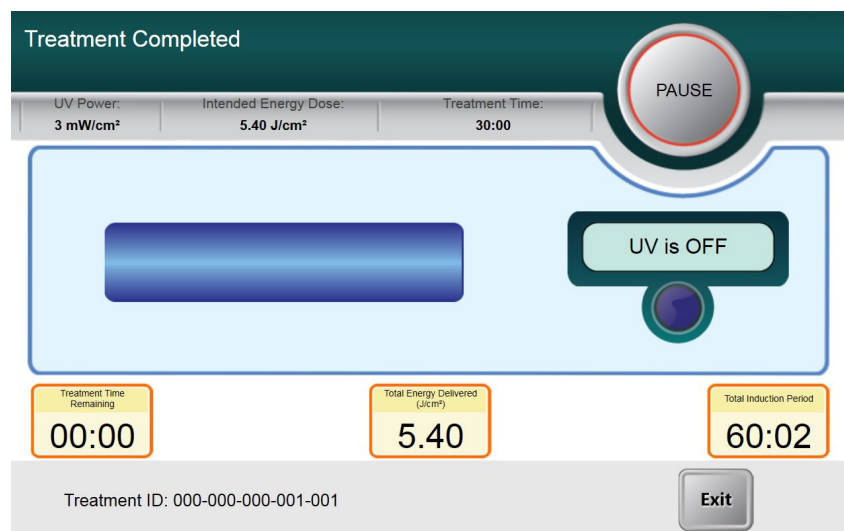 Treatment Completed
PAUSE
UV Power:
3 mW/cm²
Intended Energy Dose:
5.40 J/cm²
Treatment Time:
30:00
UV is OFF
Treatment Time
Remaining
00:00
Total Energy Delivered
(J/cm²)
5.40
Total Induction Period
60:02
Treatment ID: 000-000-000-001-001
Exit